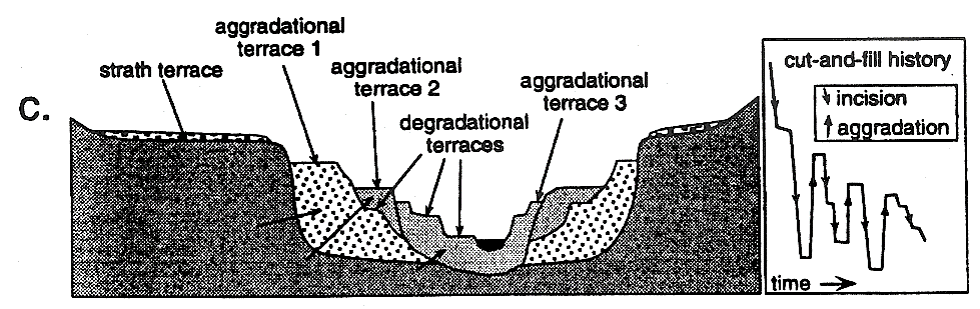 C.
strath terrace
aggradational
terrace 1
aggradational
terrace 2
degradational
terraces
aggradational
terrace 3
cut-and-fill history
incision
aggradation
time